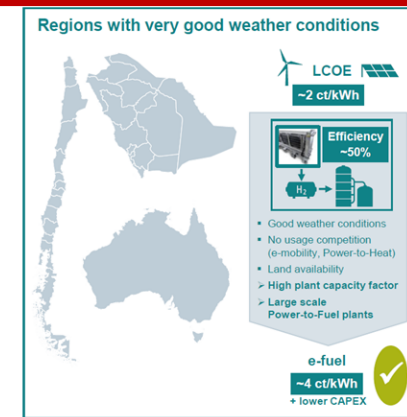 Regions with very good weather conditions
LCOE
~2 ct/kWh
Efficiency
~50%
H₂
▪ Good weather conditions
▪ No usage competition
(e-mobility, Power-to-Heat)
▪ Land availability
➢ High plant capacity factor
➢ Large scale
Power-to-Fuel plants
e-fuel
~4 ct/kWh
+ lower CAPEX